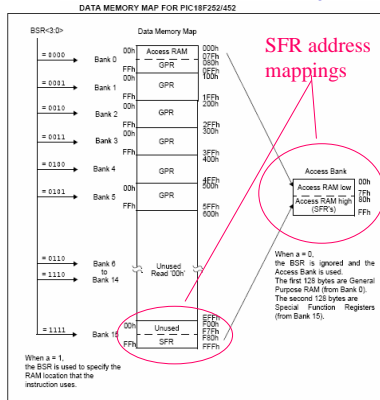 DATA MEMORY MAP FOR PIC18F252/452
BSR<3:0>
Data Memory Map
= 0000
Bank 0
00h
Access RAM
000h
07Fh
080h
FFh
GPR
0FFh
= 0001
Bank 1
00h
GPR
100h
FFh
1FFh
= 0010
Bank 2
00h
GPR
200h
FFh
2FFh
= 0011
Bank 3
00h
GPR
300h
FFh
3FFh
= 0100
Bank 4
GPR
400h
4FFh
= 0101
Bank 5
00h
GPR
500h
FFh
5FFh
600h
= 0110
= 1110
Bank 6
to
Bank 14
Unused
Read '00h'
EFFh
= 1111
Bank 15
00h
Unused
F00h
F7Fh
F80h
FFh
SFR
FFFh
When a = 1,
the BSR is used to specify the
RAM location that the
instruction uses.
SFR address
mappings
Access Bank
Access RAM low
00h
7Fh
Access RAM high
80h
(SFR's)
FFh
When a = 0,
the BSR is ignored and the
Access Bank is used.
The first 128 bytes are General
Purpose RAM (from Bank 0).
The second 128 bytes are
Special Function Registers
(from Bank 15).